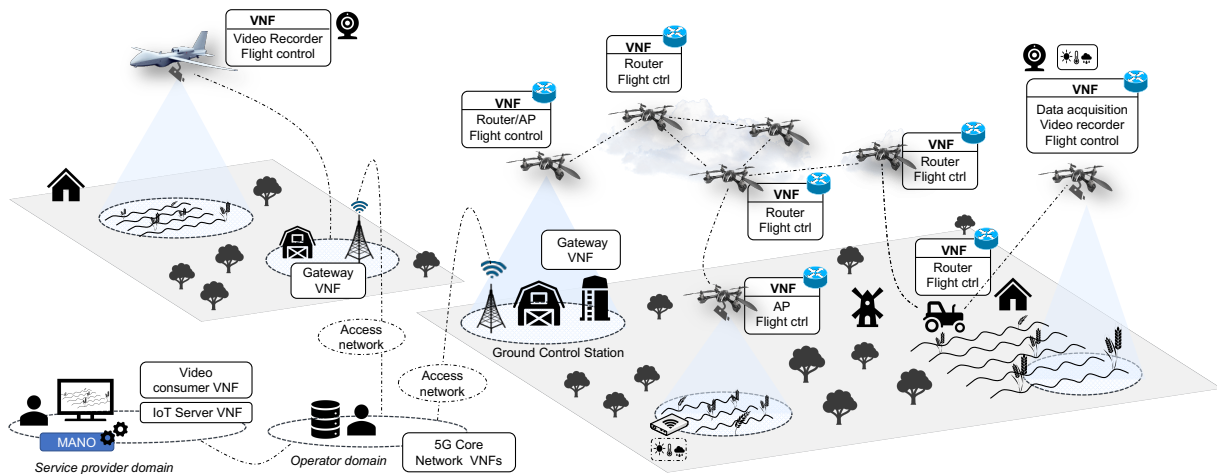 VNF
Video Recorder
Flight control
VNF
Router
Flight ctrl
VNF
Router/AP
Flight control
VNF
Data acquisition
Video recorder
Flight control
VNF
Router
Flight ctrl
VNF
Router
Flight ctrl
Gateway
VNF
Gateway
VNF
VNF
Router
Flight ctrl
VNF
AP
Flight ctrl
Ground Control Station
Access
network
Access
network
Video
consumer VNF
IoT Server VNF
MANO
Service provider domain
Operator domain
5G Core
Network VNFs